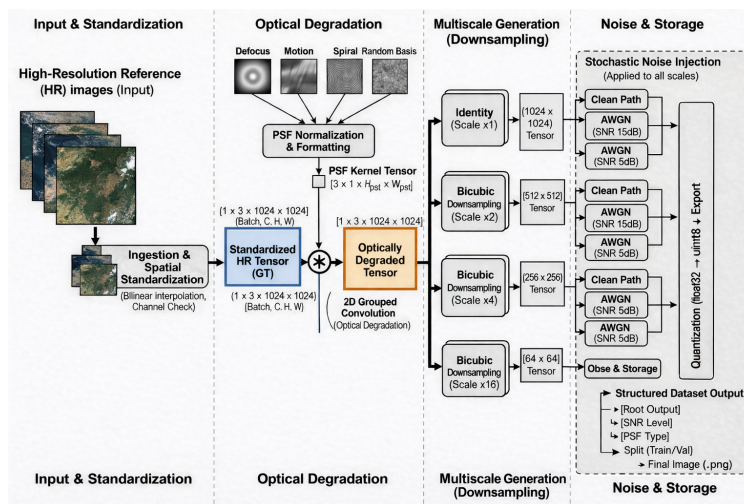 Input & Standardization
Optical Degradation
Multiscale Generation
(Downsampling)
Noise & Storage
High-Resolution Reference
(HR) images (Input)
Ingestion &
Spatial
Standardization
(Blinear interpolation,
Channel Check)
Defocus
Motion
Spiral
Random Basis
PSF Normalization
& Formatting
PSF Kernel Tensor
[3 × 1 × Hpst × Wpst]
[1 x 3 x 1024 x 1024]
(Batch, C, H, W)
Standardized
HR Tensor
(GT)
(1 x 3 x 1024 x 1024)
[Batch, C, H, W)
[1 x 3 x 1024 x 1024]
Optically
Degraded
Tensor
2D Grouped
Convolution
(Optical Degradation)
Identity
(Scale x1)
(1024 x
1024)
Tensor
Bicubic
Downsampling
(Scale x2)
[512 x 512]
Tensor
Bicubic
Downsampling
(Scale x4)
(256 x 256)
Tensor
Bicubic
Downsampling
(Scale x16)
[64 x 64]
Tensor
Stochastic Noise Injection
(Applied to all scales)
Clean Path
AWGN
(SNR 15dB)
AWGN
(SNR 5dB)
Clean Path
AWGN
(SNR 15dB)
AWGN
(SNR 5dB)
Clean Path
AWGN
(SNR 5dB)
AWGN
(SNR 5dB)
Obse & Storage
Quantization (float32 → uintt8 ↓ Export
Structured Dataset Output
[Root Output]
[SNR Level]
[PSF Type]
Split (Train/Val)
Final Image (.png)
Input & Standardization
Optical Degradation
Multiscale Generation
(Downsampling)
Noise & Storage